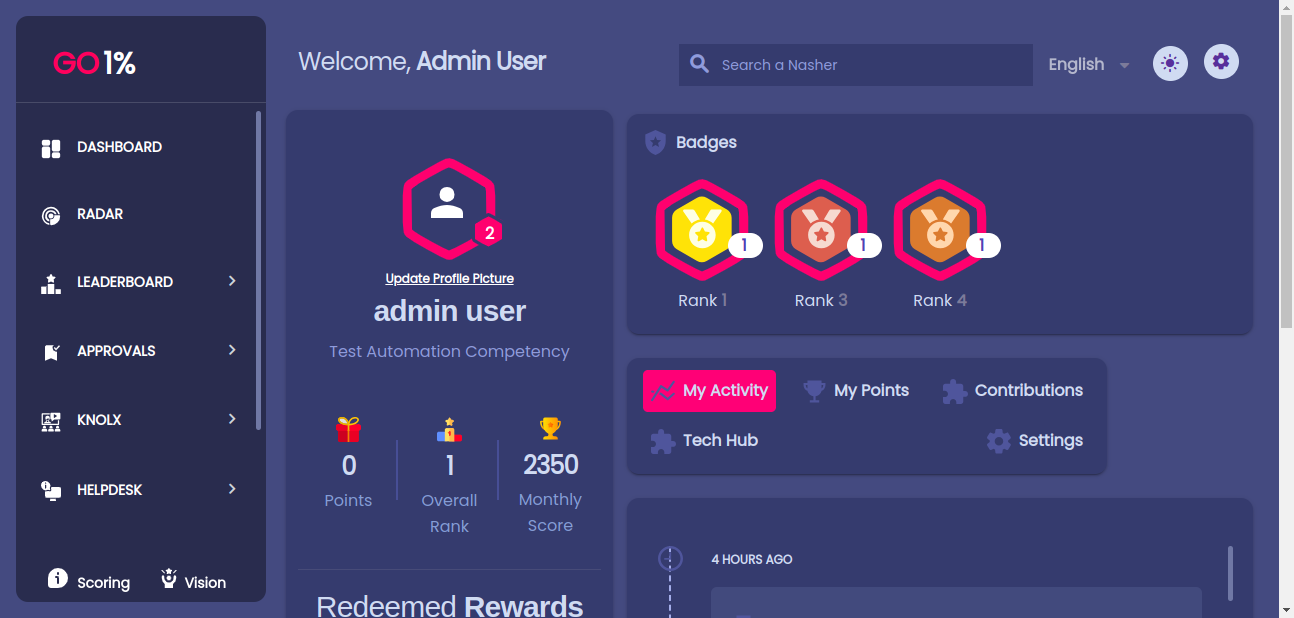 GO 1%
DASHBOARD
RADAR
LEADERBOARD
APPROVALS
KNOLX
HELPDESK
Scoring
Vision
Welcome, Admin User
Search a Nasher
English
2
Update Profile Picture
admin user
Test Automation Competency
0
Points
1
Overall
Rank
2350
Monthly
Score
Redeemed Rewards
Badges
1
Rank 1
1
Rank 3
1
Rank 4
My Activity
My Points
Contributions
Tech Hub
Settings
4 HOURS AGO